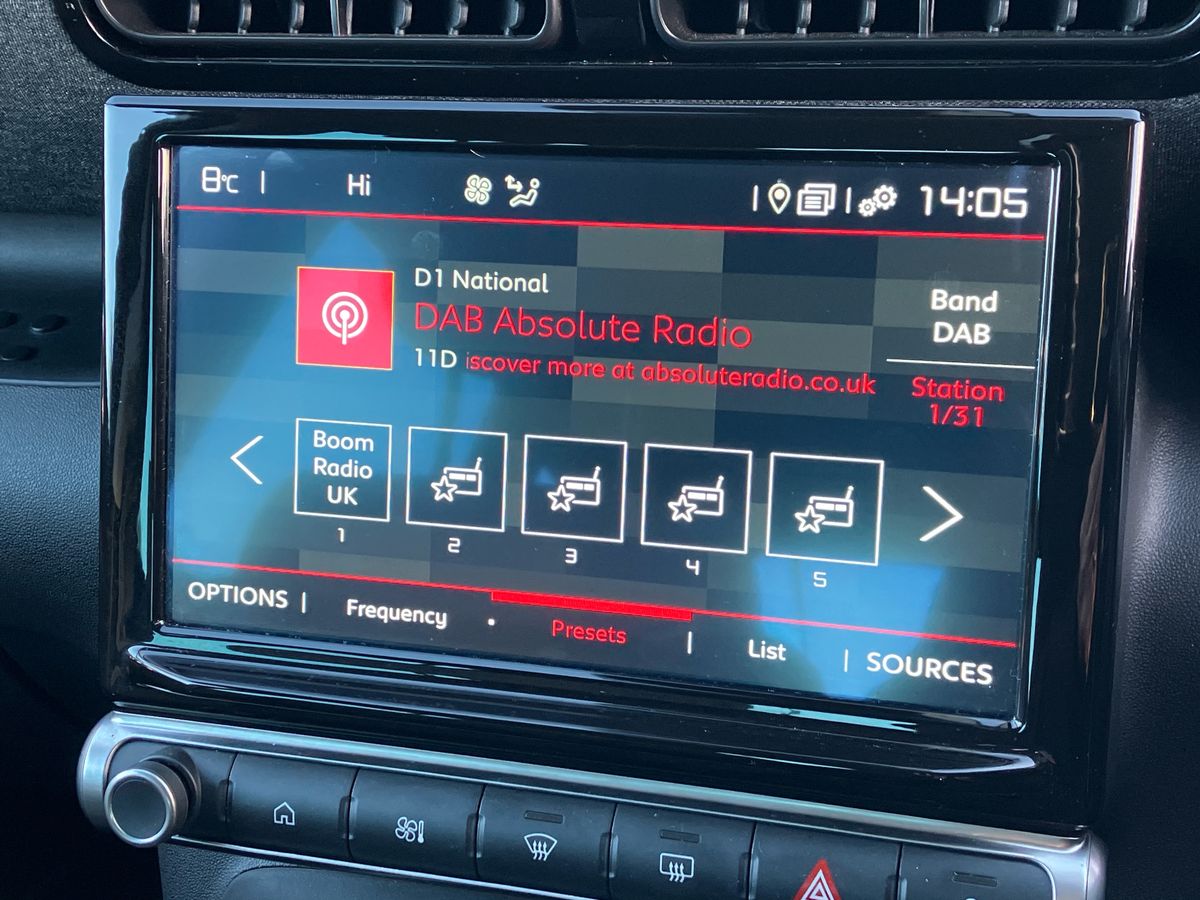 8°C | Hi
14:05
D1 National
DAB Absolute Radio
11D iscover more at absoluteradio.co.uk
Band
DAB
Station
1/31
Boom
Radio
UK
1 2 3 4 5
OPTIONS | Frequency • Presets | List | SOURCES